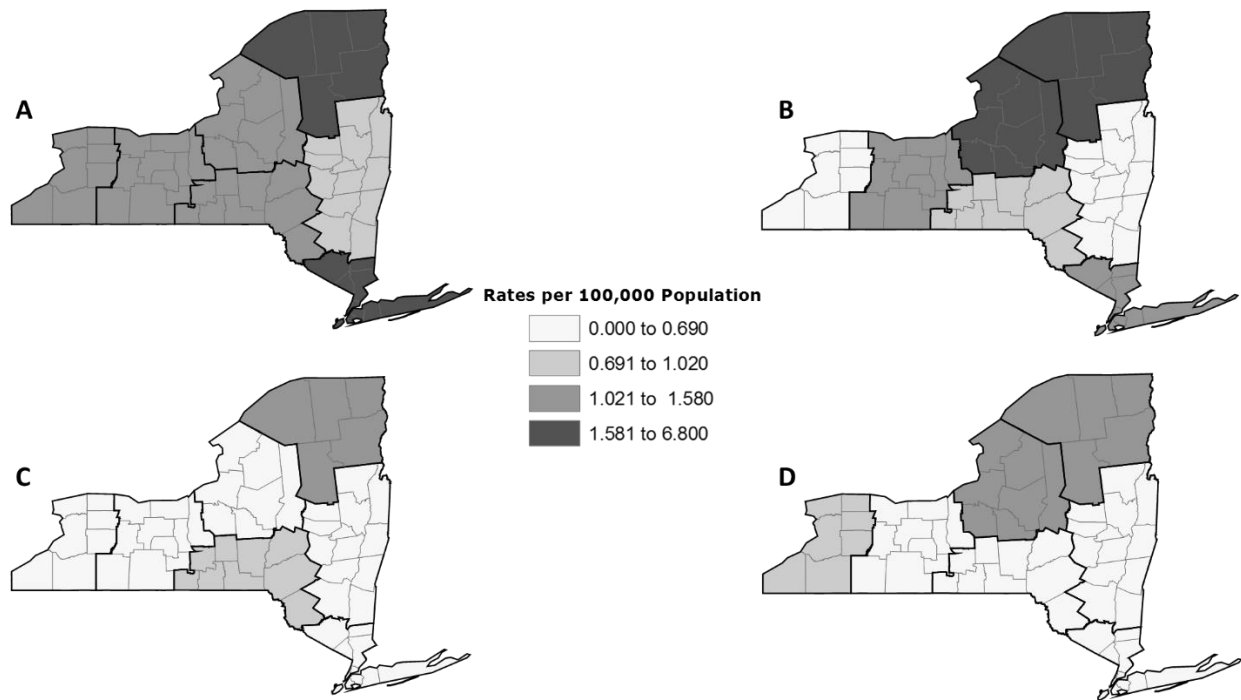 A
B
Rates per 100,000 Population
0.000 to 0.690
0.691 to 1.020
1.021 to 1.580
1.581 to 6.800
C
D